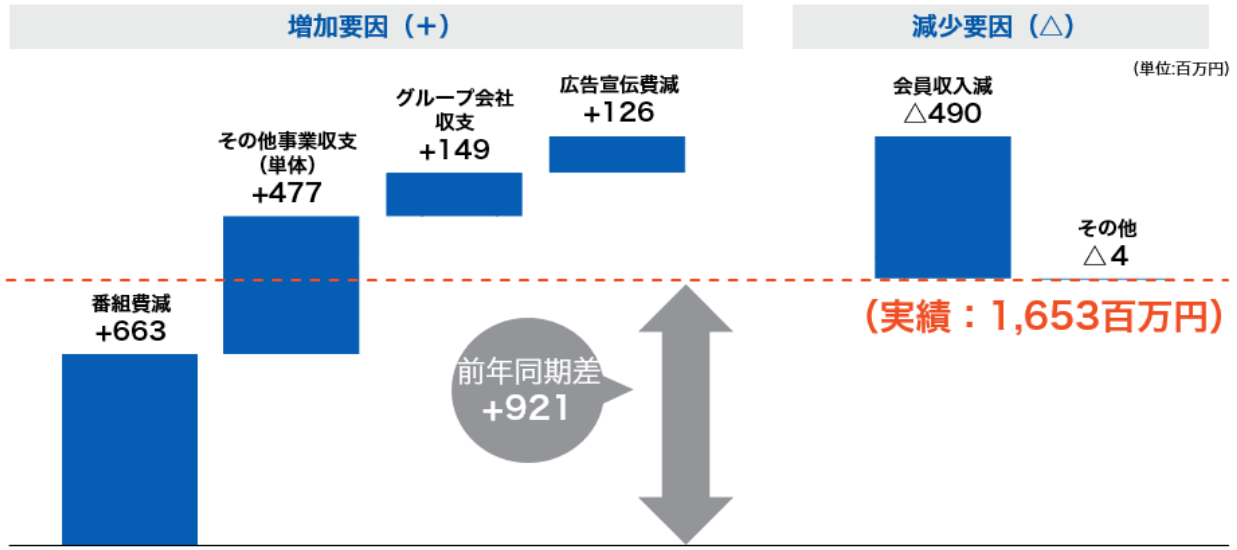 増加要因（＋）
減少要因（△）
(単位:百万円)
番組費減
+663
その他事業収支
（単体）
+477
グループ会社
収支
+149
広告宣伝費減
+126
会員収入減
△490
その他
△4
（実績：1,653百万円）
前年同期差
+921